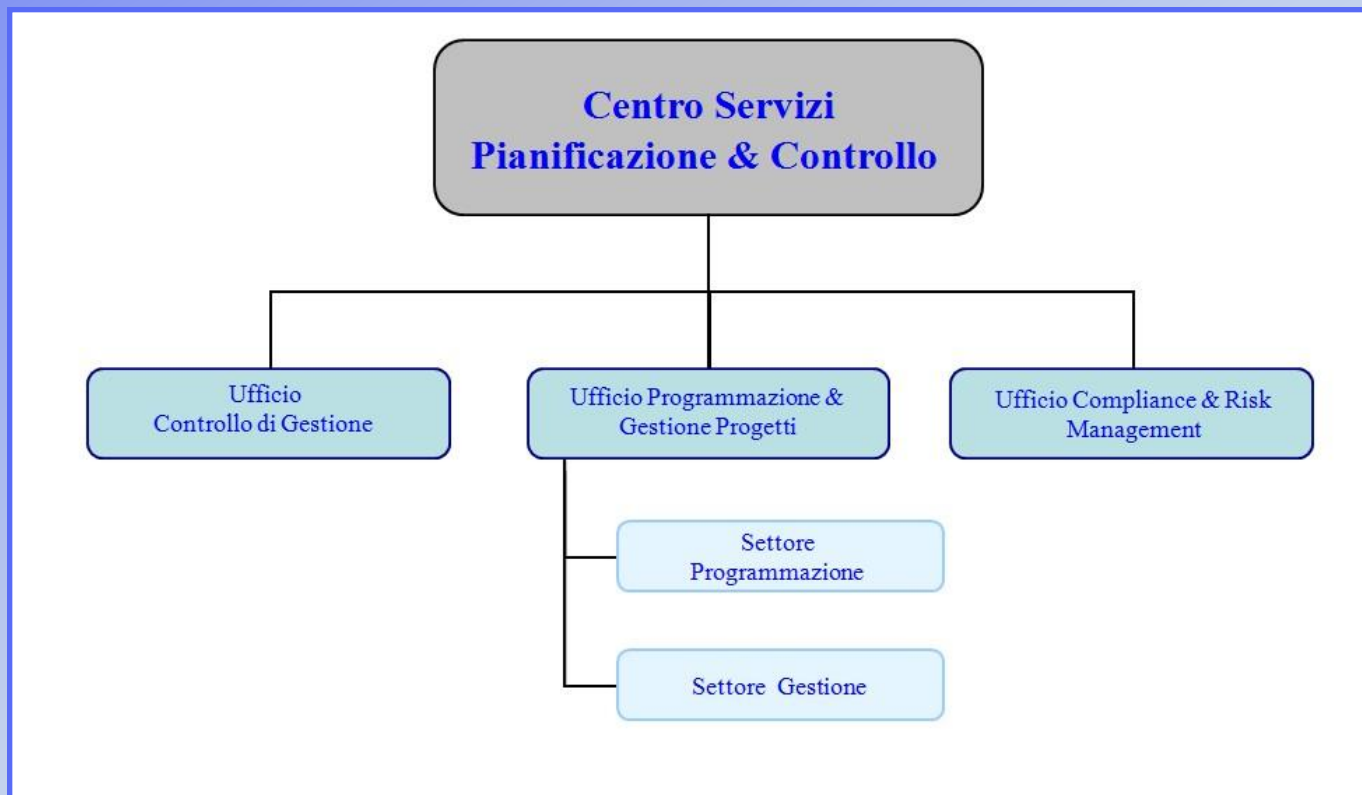 Centro Servizi
Pianificazione & Controllo
Ufficio
Controllo di Gestione
Ufficio Programmazione &
Gestione Progetti
Ufficio Compliance & Risk
Management
Settore
Programmazione
Settore Gestione